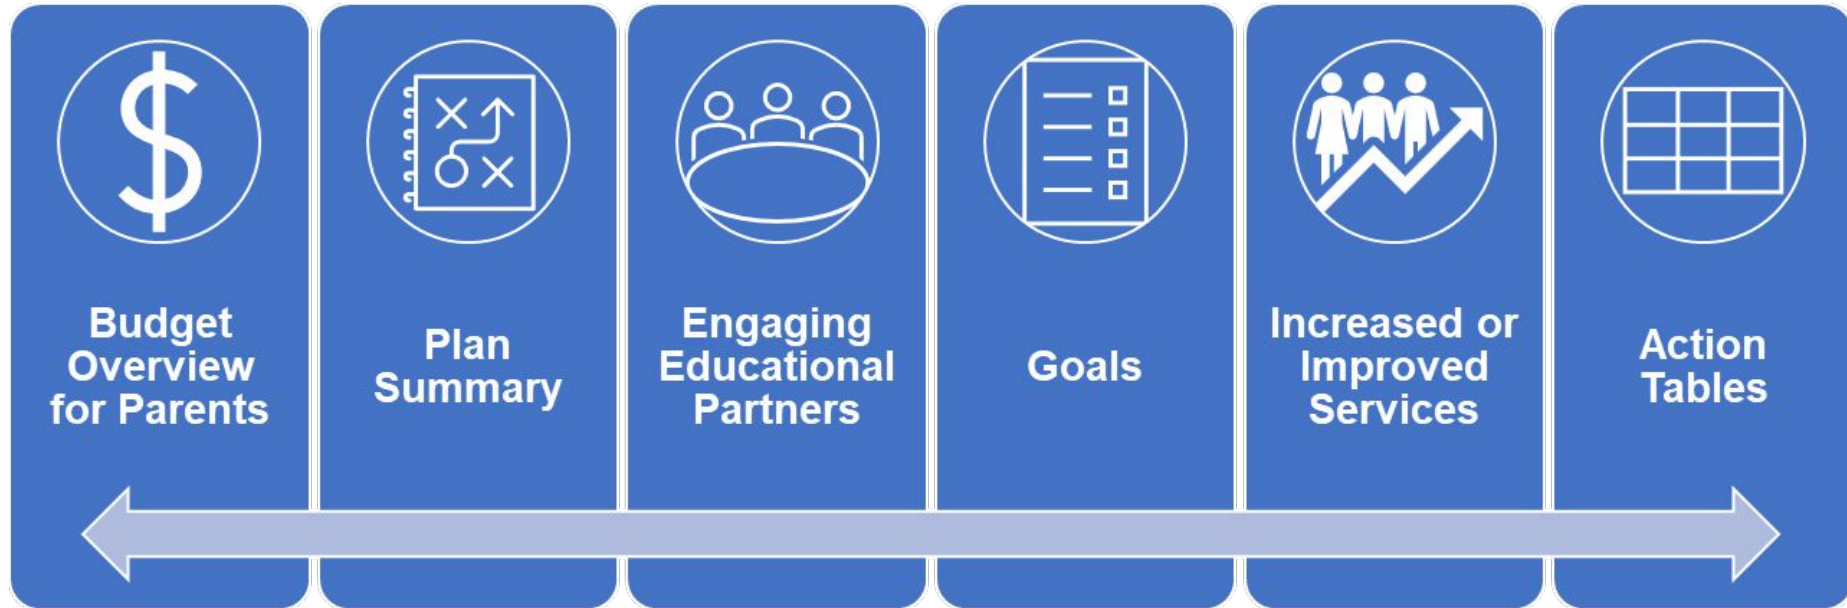 Budget
Overview
for Parents
Plan
Summary
Engaging
Educational
Partners
Goals
Increased or
Improved
Services
Action
Tables